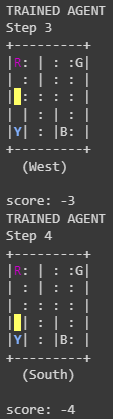 TRAINED AGENT
Step 3
+---------+
|R: | : :G|
| : | : : |
| : : : : |
| | : | : |
|Y| : |B: |
+---------+
  (West)

score: -3
TRAINED AGENT
Step 4
+---------+
|R: | : :G|
| : | : : |
| : : : : |
| | : | : |
|Y| : |B: |
+---------+
  (South)

score: -4